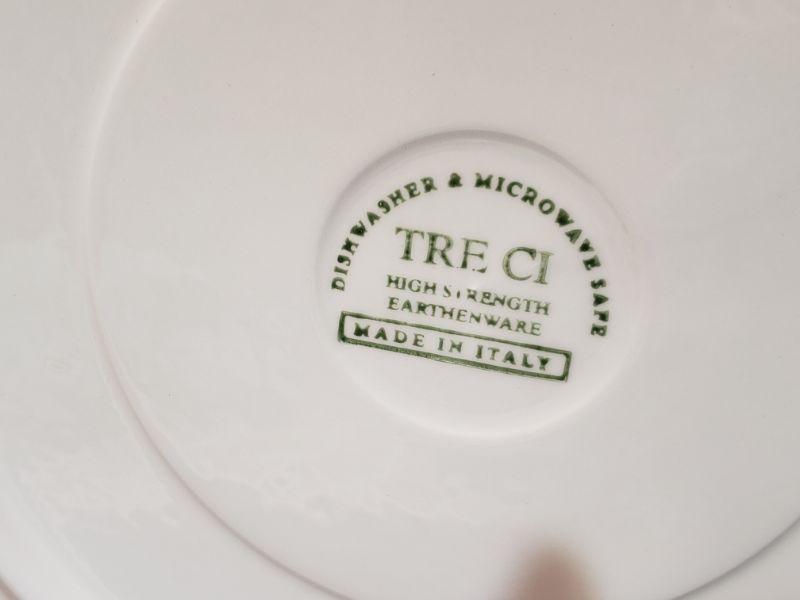 DISHWASHER & MICROWAVE SAFE
TRE CI
HIGH STRENGTH
EARTHENWARE
MADE IN ITALY